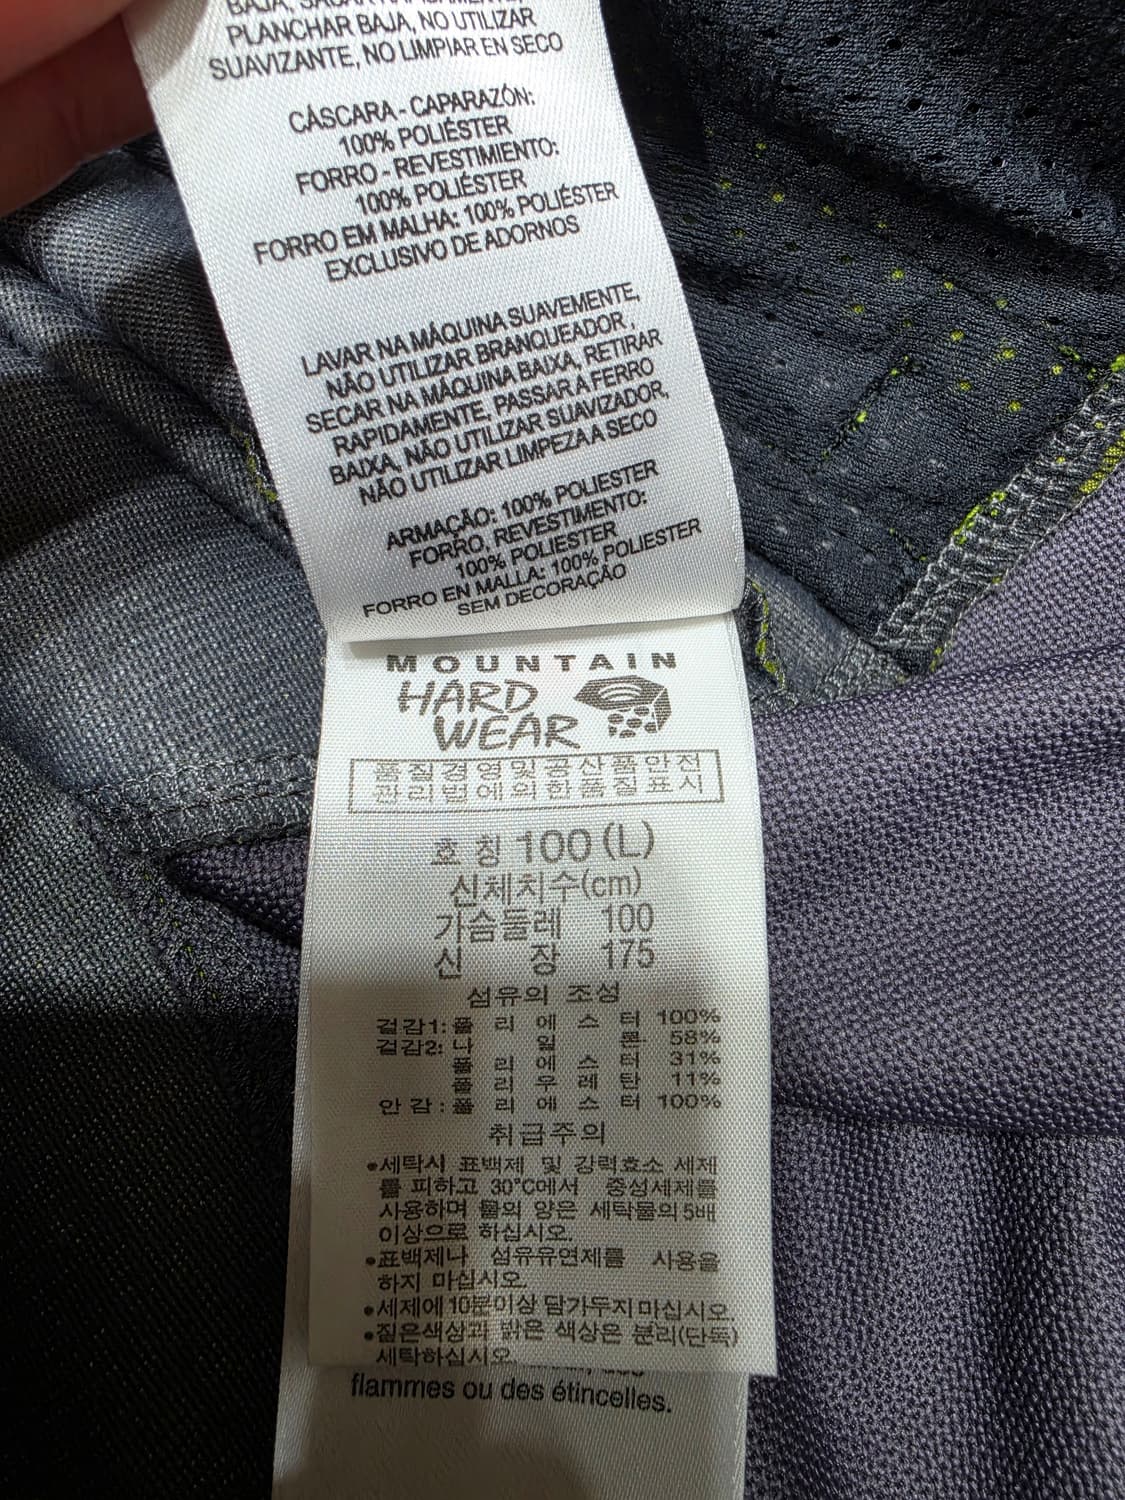 BAJA, SACAR RAPIDAMENTE,
PLANCHAR BAJA, NO UTILIZAR
SUAVIZANTE, NO LIMPIAR EN SECO
CÁSCARA - CAPARAZÓN:
100% POLIÉSTER
FORRO - REVESTIMIENTO:
100% POLIÉSTER
FORRO EM MALHA: 100% POLIÉSTER
EXCLUSIVO DE ADORNOS
LAVAR NA MÁQUINA SUAVEMENTE,
NÃO UTILIZAR BRANQUEADOR,
SECAR NA MÁQUINA BAIXA, RETIRAR
RAPIDAMENTE, PASSAR A FERRO
BAIXA, NÃO UTILIZAR SUAVIZADOR,
NÃO UTILIZAR LIMPEZA A SECO
ARMAÇÃO: 100% POLIESTER
FORRO, REVESTIMENTO:
100% POLIESTER
FORRO EN MALLA: 100% POLIESTER
SEM DECORAÇÃO
MOUNTAIN
HARD
WEAR
품질경영및공산품안전
관리법에의한품질표시
호 칭 100 (L)
신체치수(cm)
가슴둘레 100
신 장 175
섬유의 조성
겉감1: 폴 리 에 스 터 100%
겉감2: 나 일 론 58%
폴 리 에 스 터 31%
폴 리 우 레 탄 11%
안 감 : 폴 리 에 스 터 100%
취급주의
•세탁시 표백제 및 강력효소 세제
를 피하고 30°C에서 중성세제를
사용하며 물의 양은 세탁물의 5배
이상으로 하십시오.
•표백제나 섬유유연제를 사용을
하지 마십시오.
•세제에 10분이상 담가두지 마십시오.
•짙은색상과 밝은 색상은 분리(단독)
세탁하십시오.
flammes ou des étincelles.